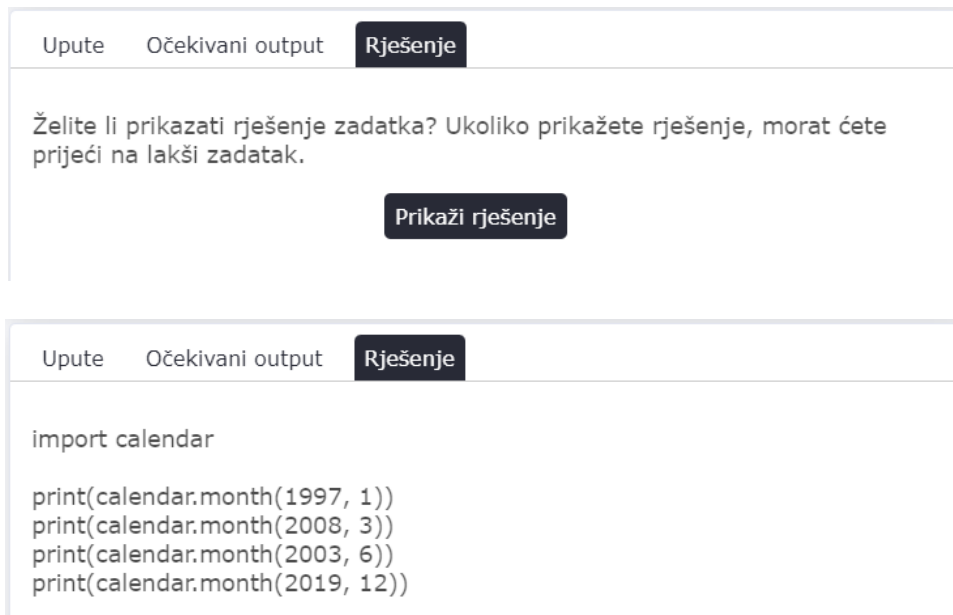 Upute Očekivani output Rješenje
Želite li prikazati rješenje zadatka? Ukoliko prikažete rješenje, morat ćete
prijeći na lakši zadatak.
Prikaži rješenje
Upute Očekivani output Rješenje
import calendar
print(calendar.month(1997, 1))
print(calendar.month(2008, 3))
print(calendar.month(2003, 6))
print(calendar.month(2019, 12))